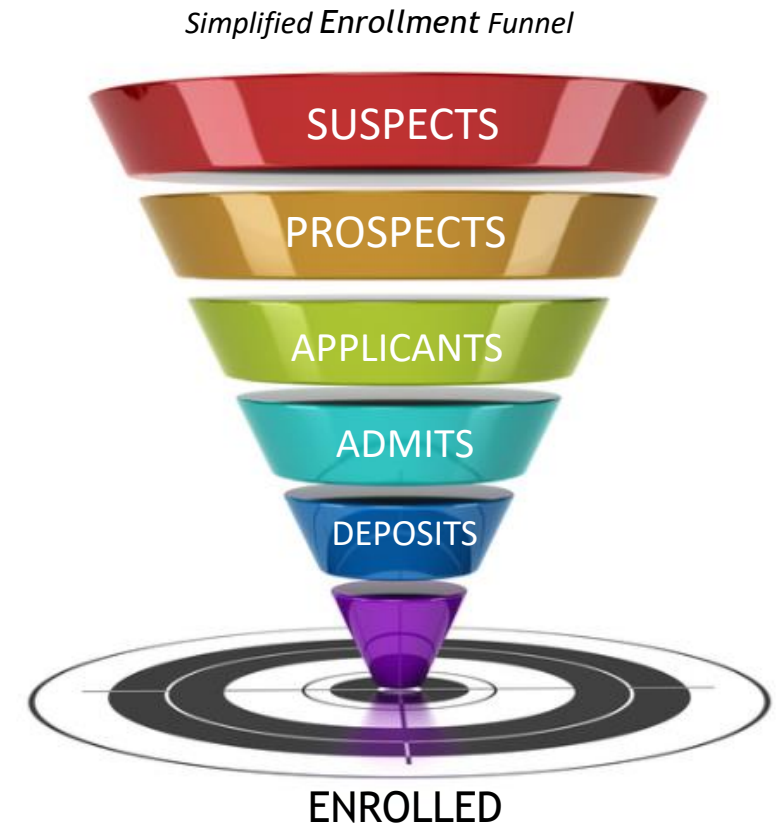 Simplified Enrollment Funnel
SUSPECTS
PROSPECTS
APPLICANTS
ADMITS
DEPOSITS
ENROLLED